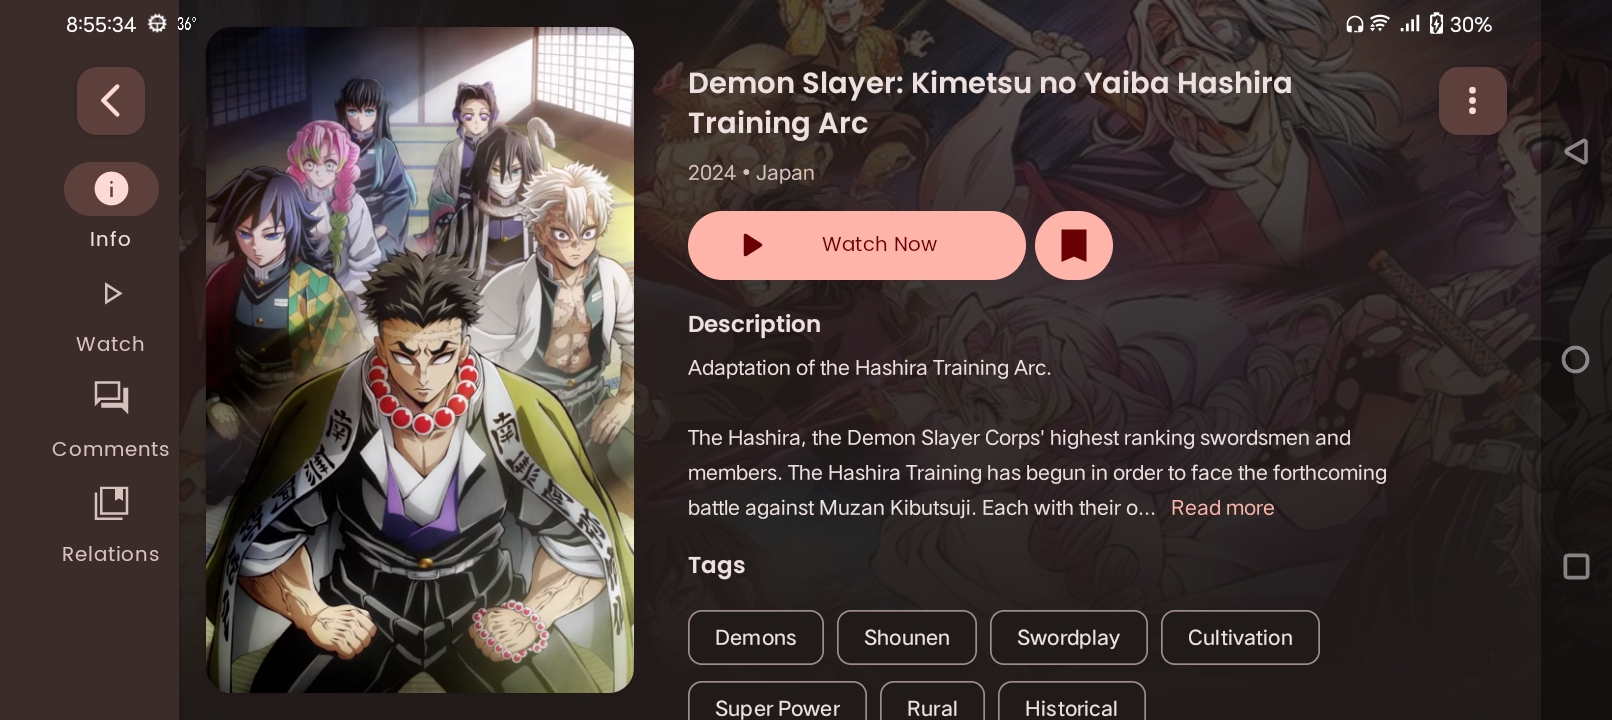 8:55:34 36° 30%
Demon Slayer: Kimetsu no Yaiba Hashira
Training Arc
2024 • Japan
Watch Now
Info
Watch
Comments
Relations
Description
Adaptation of the Hashira Training Arc.
The Hashira, the Demon Slayer Corps' highest ranking swordsmen and
members. The Hashira Training has begun in order to face the forthcoming
battle against Muzan Kibutsuji. Each with their o... Read more
Tags
Demons Shounen Swordplay Cultivation
Super Power Rural Historical